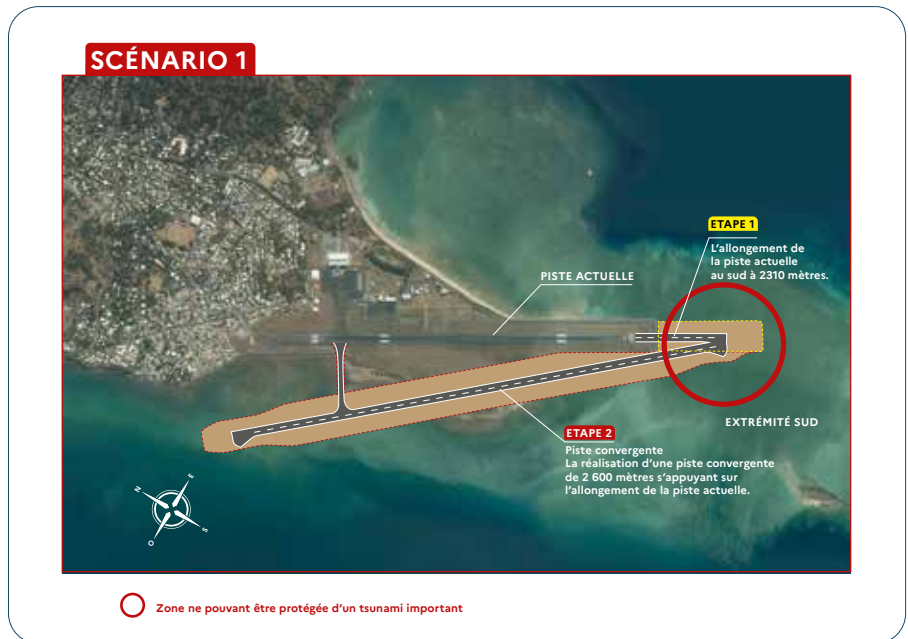 SCÉNARIO 1
ETAPE 1
L'allongement de
la piste actuelle
au sud à 2310 mètres.
PISTE ACTUELLE
EXTRÉMITÉ SUD
ETAPE 2
Piste convergente
La réalisation d'une piste convergente
de 2 600 mètres s'appuyant sur
l'allongement de la piste actuelle.
N
E
O
S
Zone ne pouvant être protégée d'un tsunami important